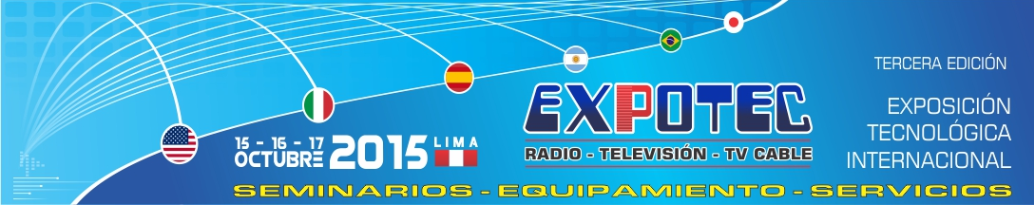 15 - 16 - 17
OCTUBRE 2015 LIMA
EXPOTEC
RADIO - TELEVISIÓN - TV CABLE
TERCERA EDICIÓN
EXPOSICIÓN
TECNOLÓGICA
INTERNACIONAL
SEMINARIOS - EQUIPAMIENTO - SERVICIOS